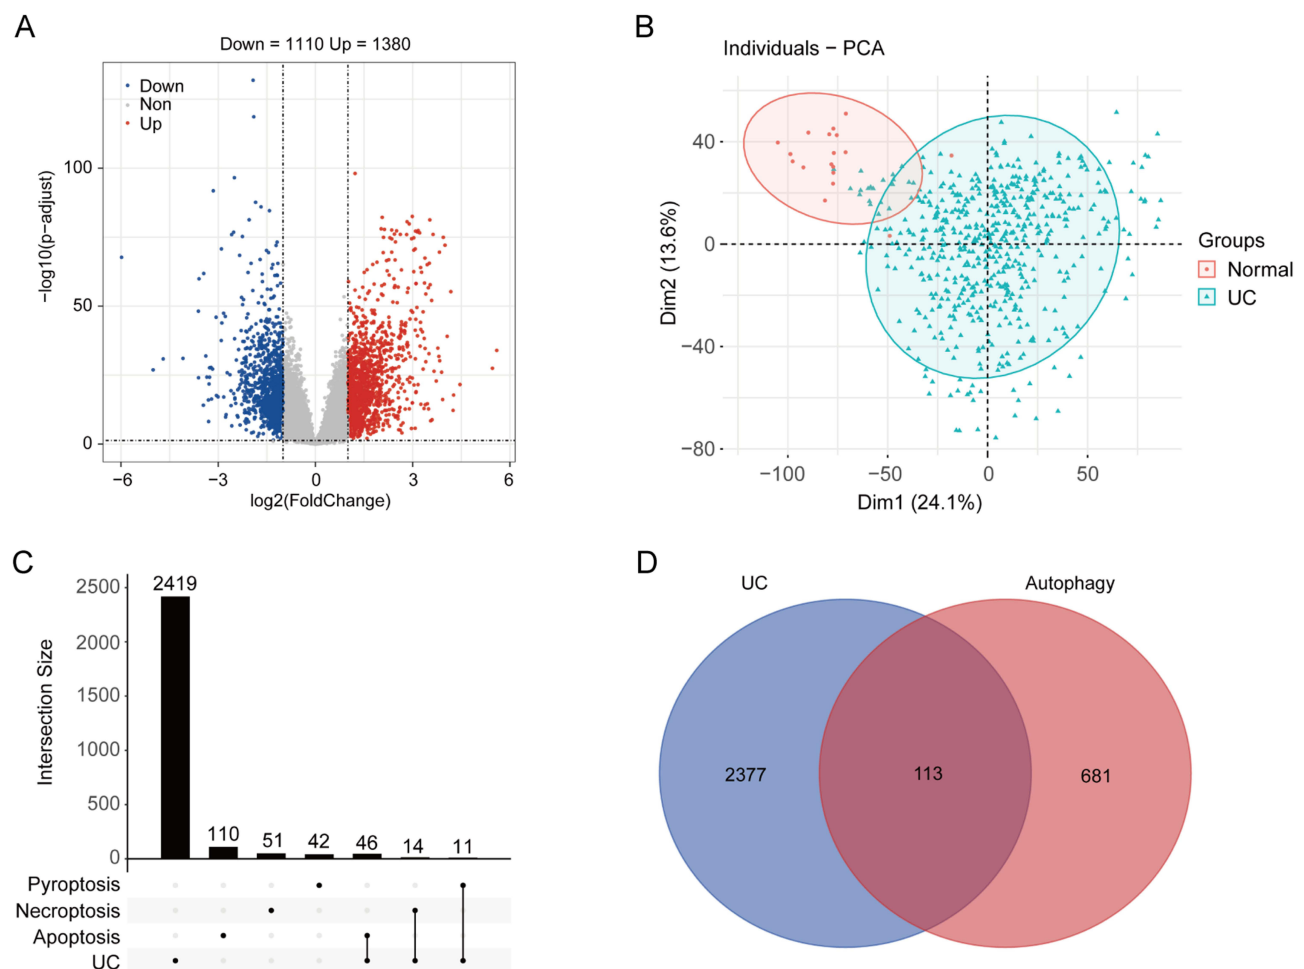 A
Down = 1110 Up = 1380
Down
Non
Up
100
50
0
−6
−3
0
3
6
−log10(p−adjust)
log2(FoldChange)
B
Individuals − PCA
40
0
−40
−80
−100
−50
0
50
Dim2 (13.6%)
Dim1 (24.1%)
Groups
Normal
UC
C
Intersection Size
2500
2000
1500
1000
500
0
2419
110
51
42
46
14
11
Pyroptosis
Necroptosis
Apoptosis
UC
D
UC
Autophagy
2377
113
681